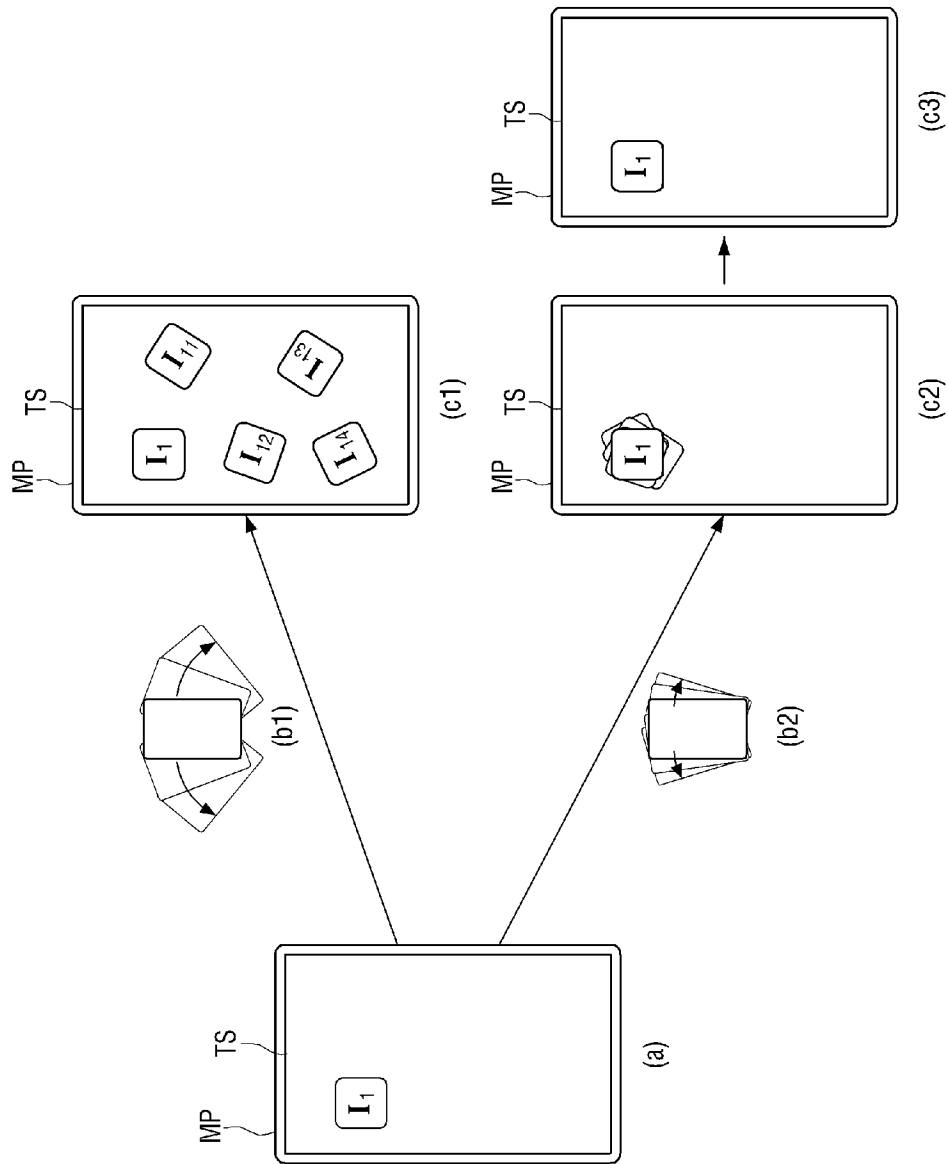 MP
TS
I1
(a)
(b1)
(b2)
MP
TS
I1
I11
I12
I13
I14
(c1)
MP
TS
I1
(c2)
MP
TS
I1
(c3)